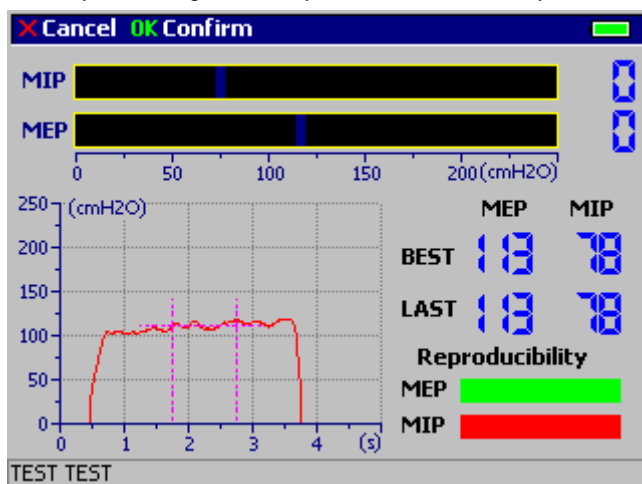 Cancel OK Confirm
MIP 0
MEP 0
0 50 100 150 200 (cmH2O)
250 (cmH2O)
200
150
100
50
0
0 1 2 3 4 (s)
MEP MIP
BEST 113 78
LAST 113 78
Reproducibility
MEP
MIP
TEST TEST